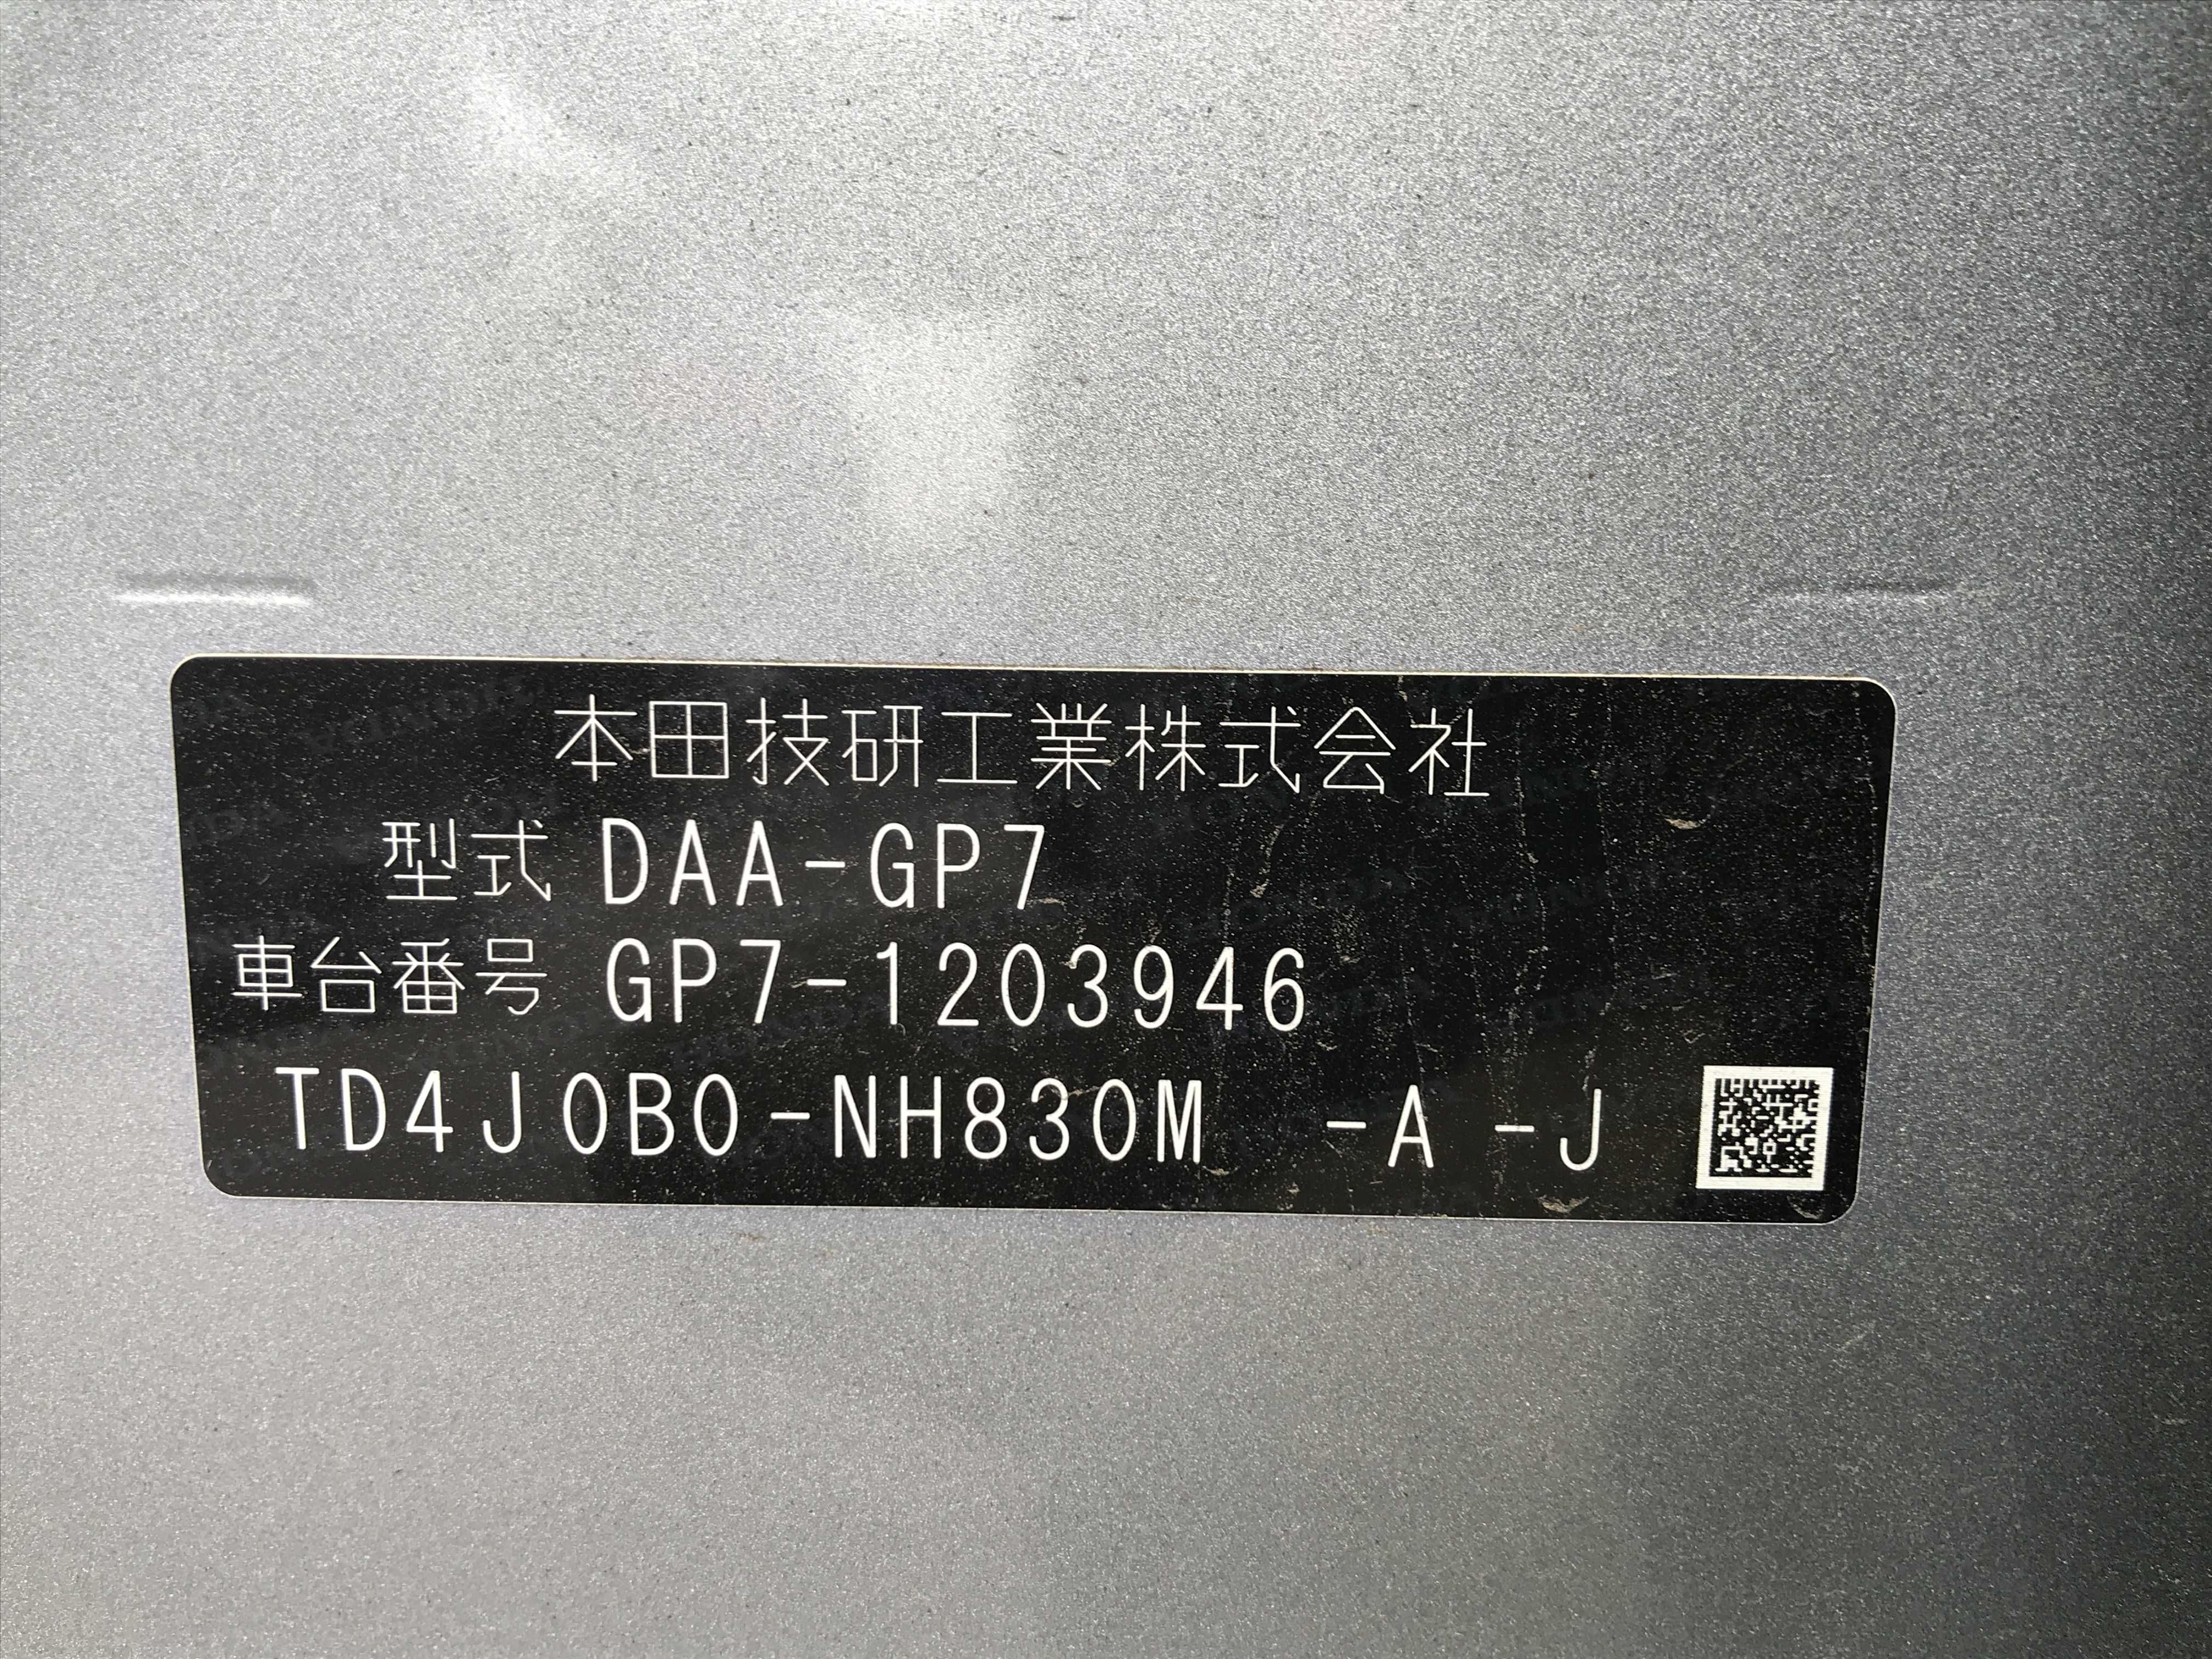 本田技研工業株式会社
型式 DAA-GP7
車台番号 GP7-1203946
TD4J0B0-NH830M -A -J